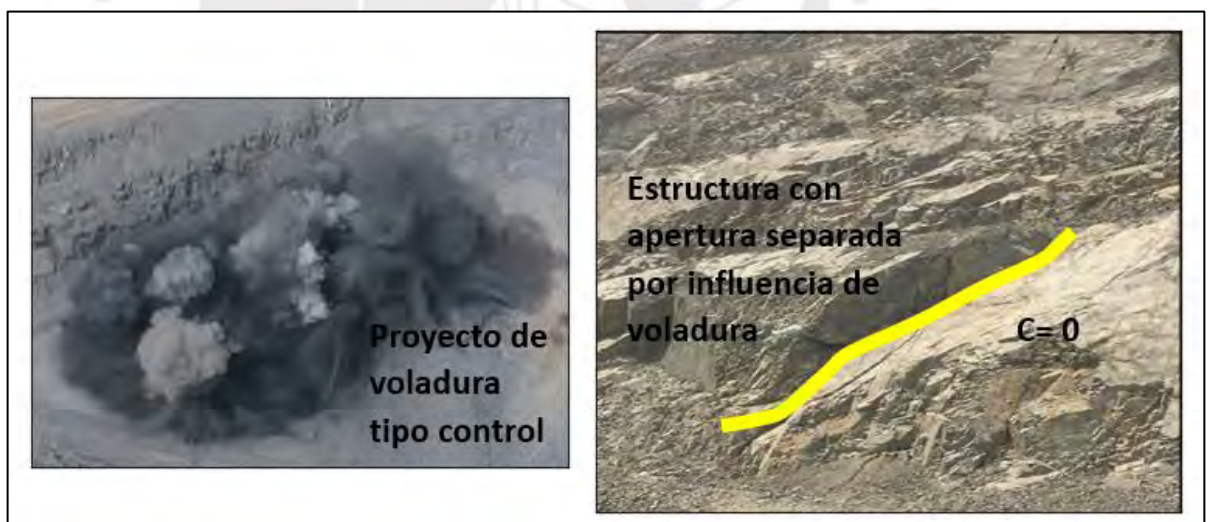 Proyecto de
voladura
tipo control
Estructura con
apertura separada
por influencia de
voladura
C= 0